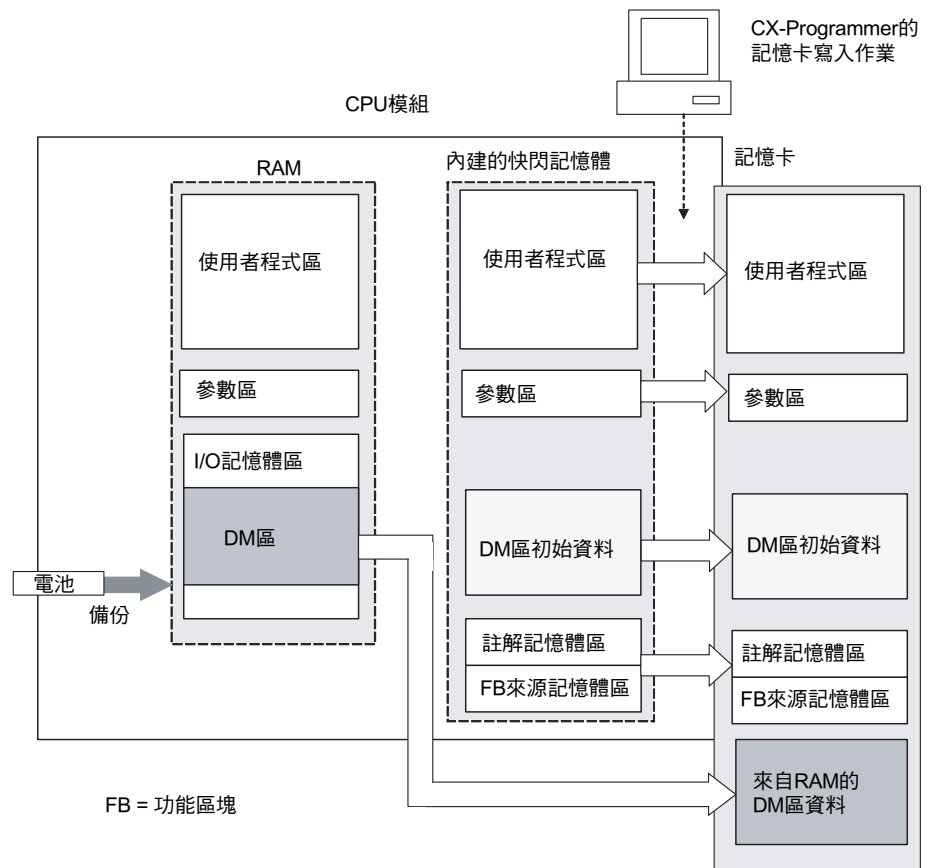 CX-Programmer的
記憶卡寫入作業
CPU模組
RAM
內建的快閃記憶體
記憶卡
使用者程式區
使用者程式區
使用者程式區
參數區
參數區
參數區
I/O記憶體區
DM區
DM區初始資料
DM區初始資料
電池
備份
註解記憶體區
FB來源記憶體區
註解記憶體區
FB來源記憶體區
來自RAM的
DM區資料
FB = 功能區塊